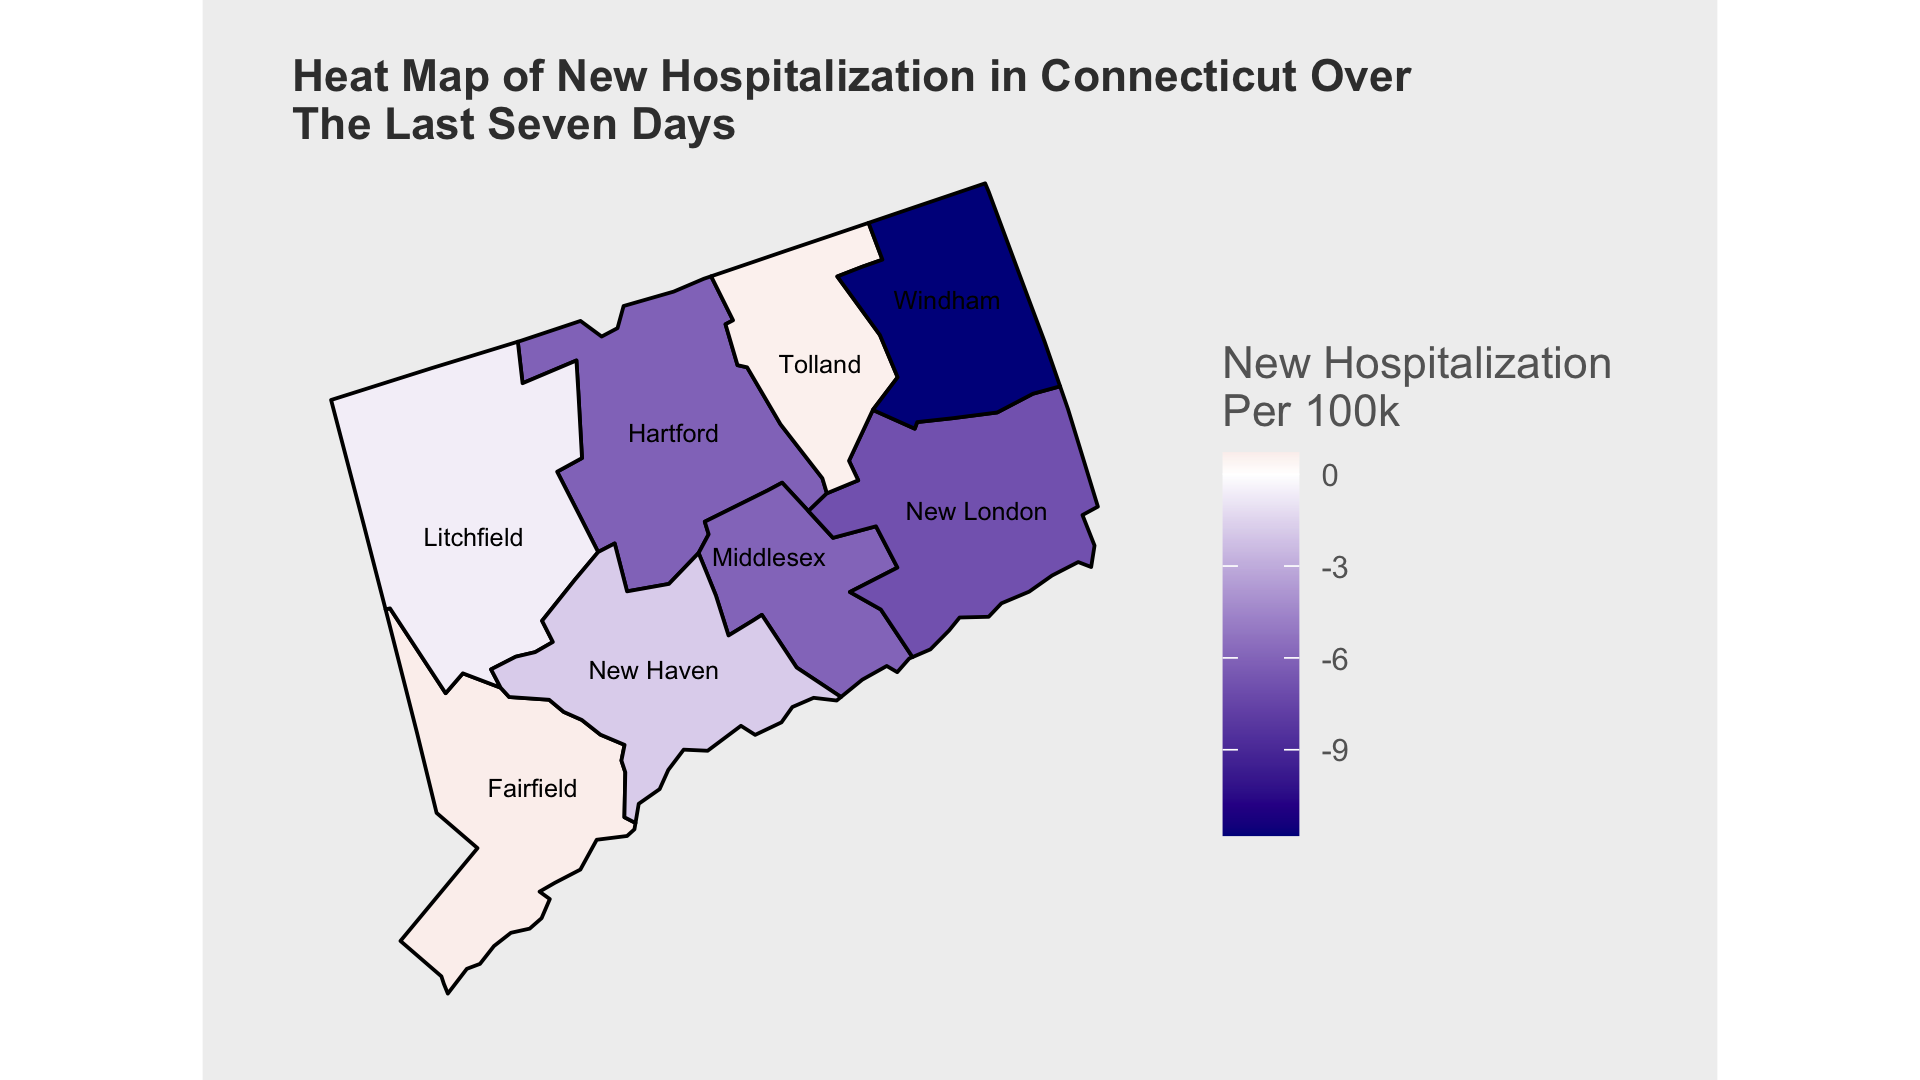 Heat Map of New Hospitalization in Connecticut Over
The Last Seven Days
Windham
Tolland
Hartford
New London
Litchfield
Middlesex
New Haven
Fairfield
New Hospitalization
Per 100k
0
-3
-6
-9